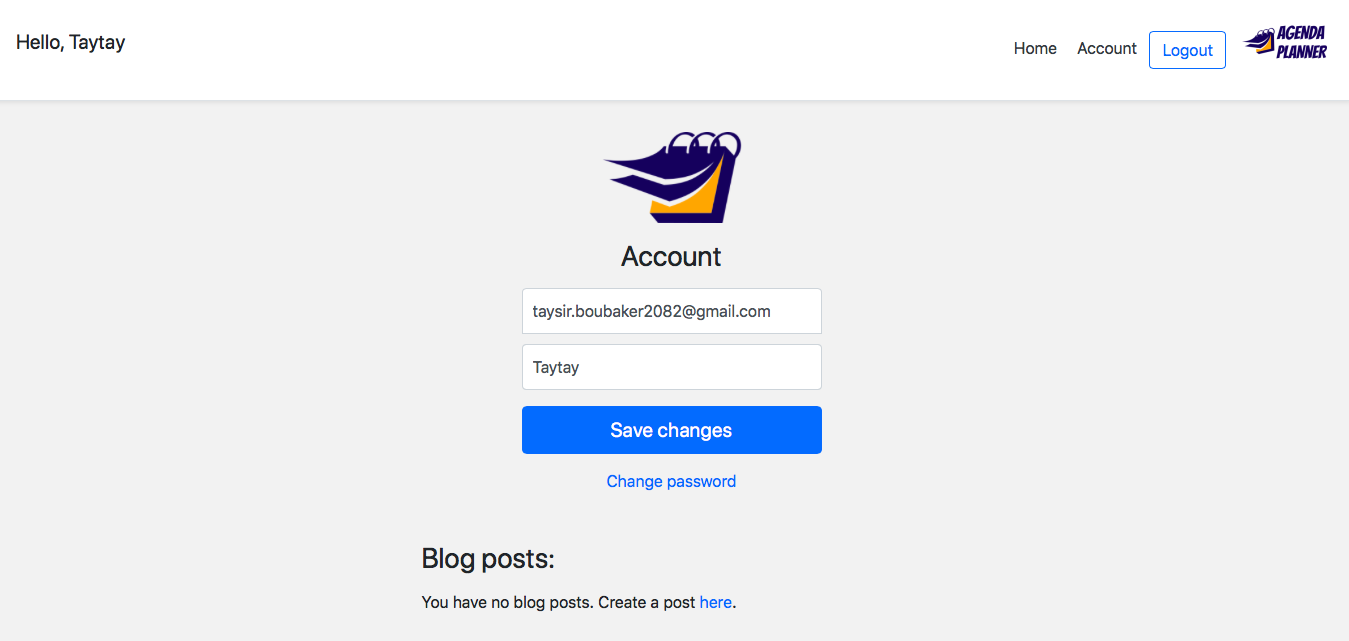 Hello, Taytay
Home Account Logout AGENDA PLANNER
Account
taysir.boubaker2082@gmail.com
Taytay
Save changes
Change password
Blog posts:
You have no blog posts. Create a post here.